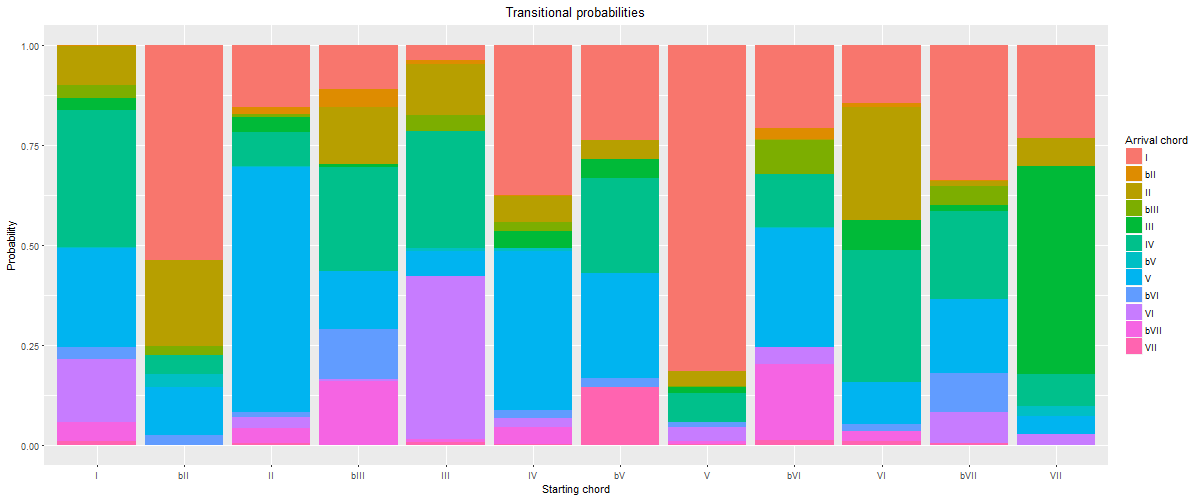 Transitional probabilities
Probability
1.00
0.75
0.50
0.25
0.00
I bII II bIII III IV bV V bVI VI bVII VII
Starting chord
Arrival chord
I
bII
II
bIII
III
IV
bV
V
bVI
VI
bVII
VII